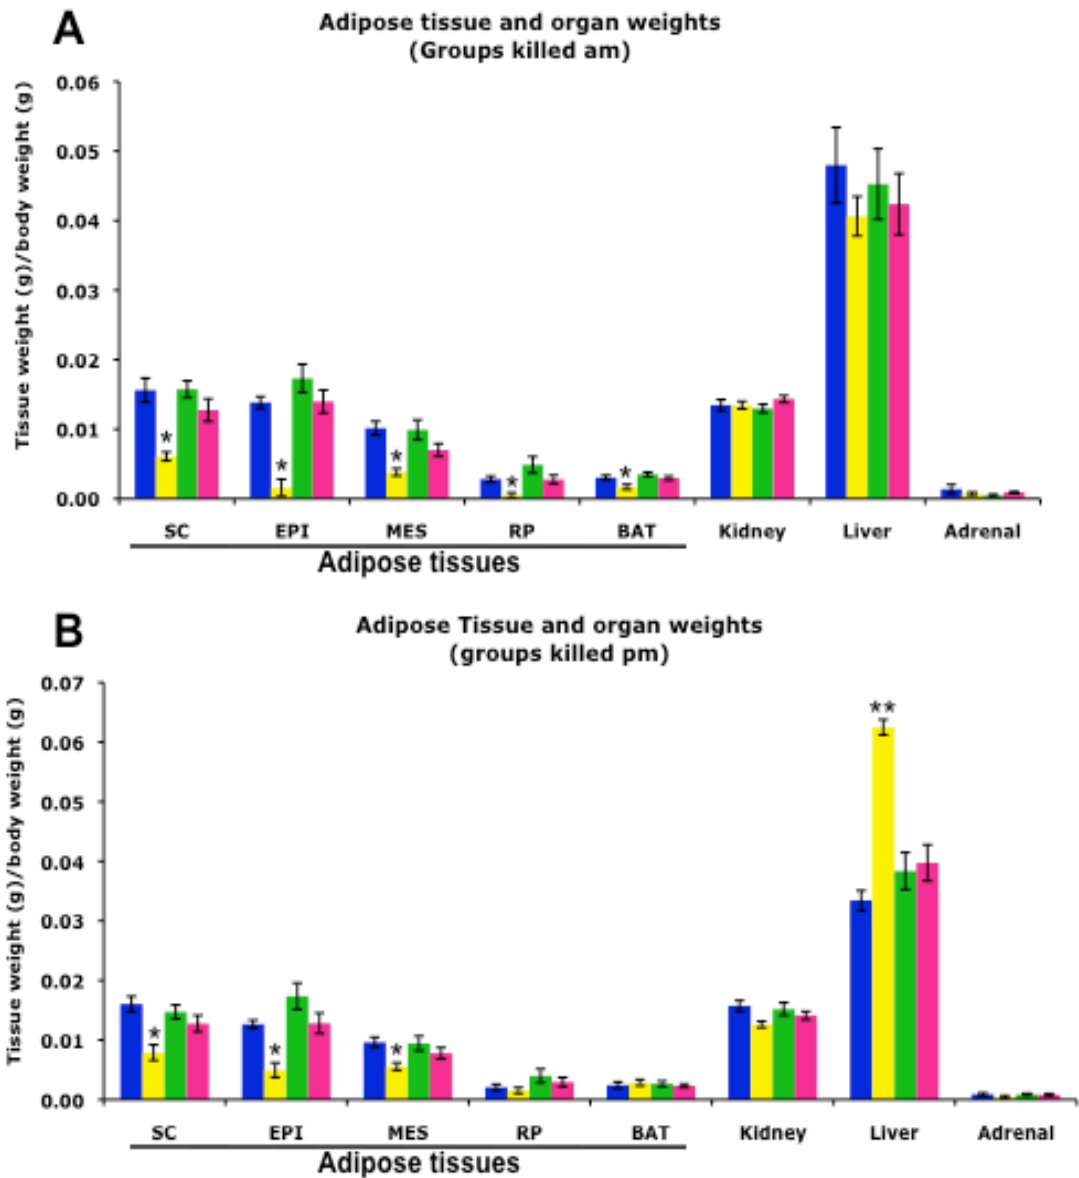 A
Adipose tissue and organ weights
(Groups killed am)
Tissue weight (g)/body weight (g)
0.06
0.05
0.04
0.03
0.02
0.01
0.00
*
*
*
*
*
SC EPI MES RP BAT Kidney Liver Adrenal
Adipose tissues
B
Adipose Tissue and organ weights
(groups killed pm)
Tissue weight (g)/body weight (g)
0.07
0.06
0.05
0.04
0.03
0.02
0.01
0.00
**
*
*
*
SC EPI MES RP BAT Kidney Liver Adrenal
Adipose tissues